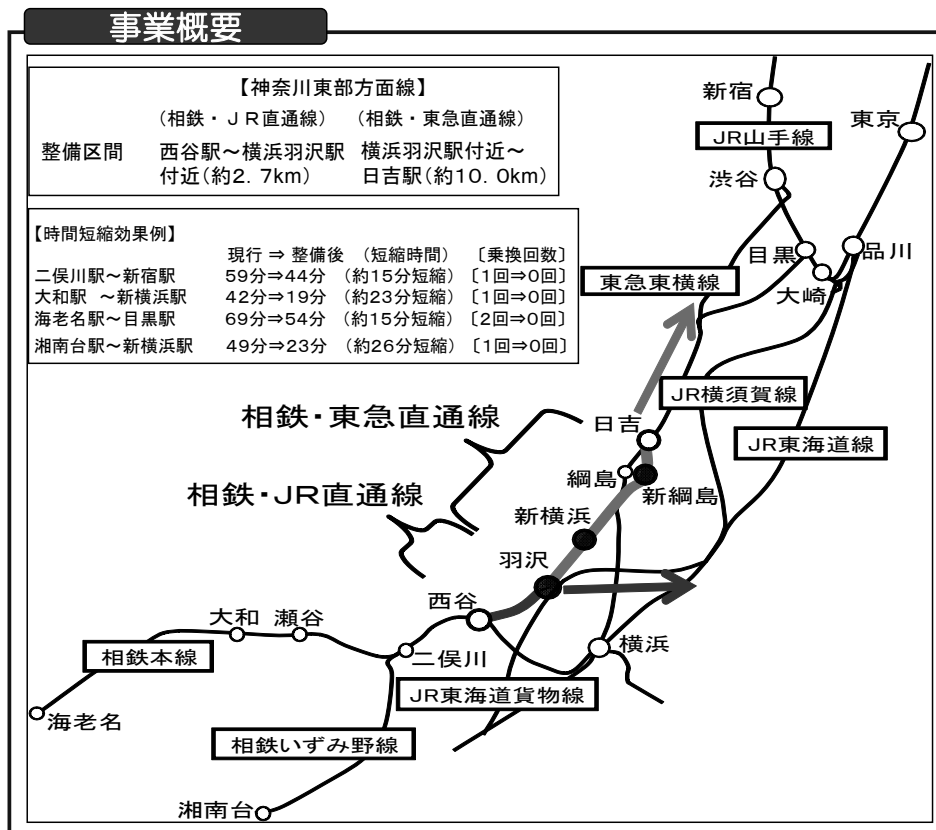 事業概要
【神奈川東部方面線】
(相鉄・JR直通線) (相鉄・東急直通線)
整備区間 西谷駅～横浜羽沢駅 横浜羽沢駅付近～
付近(約2.7km) 日吉駅(約10.0km)
【時間短縮効果例】
現行 ⇒ 整備後 (短縮時間) 〔乗換回数〕
二俣川駅～新宿駅 59分⇒44分 (約15分短縮) 〔1回⇒0回〕
大和駅 ～新横浜駅 42分⇒19分 (約23分短縮) 〔1回⇒0回〕
海老名駅～目黒駅 69分⇒54分 (約15分短縮) 〔2回⇒0回〕
湘南台駅～新横浜駅 49分⇒23分 (約26分短縮) 〔1回⇒0回〕
新宿
東京
JR山手線
渋谷
目黒
品川
東急東横線
大崎
JR横須賀線
相鉄・東急直通線
日吉
JR東海道線
綱島
新綱島
相鉄・JR直通線
新横浜
羽沢
西谷
大和
瀬谷
横浜
二俣川
相鉄本線
JR東海道貨物線
海老名
相鉄いずみ野線
湘南台